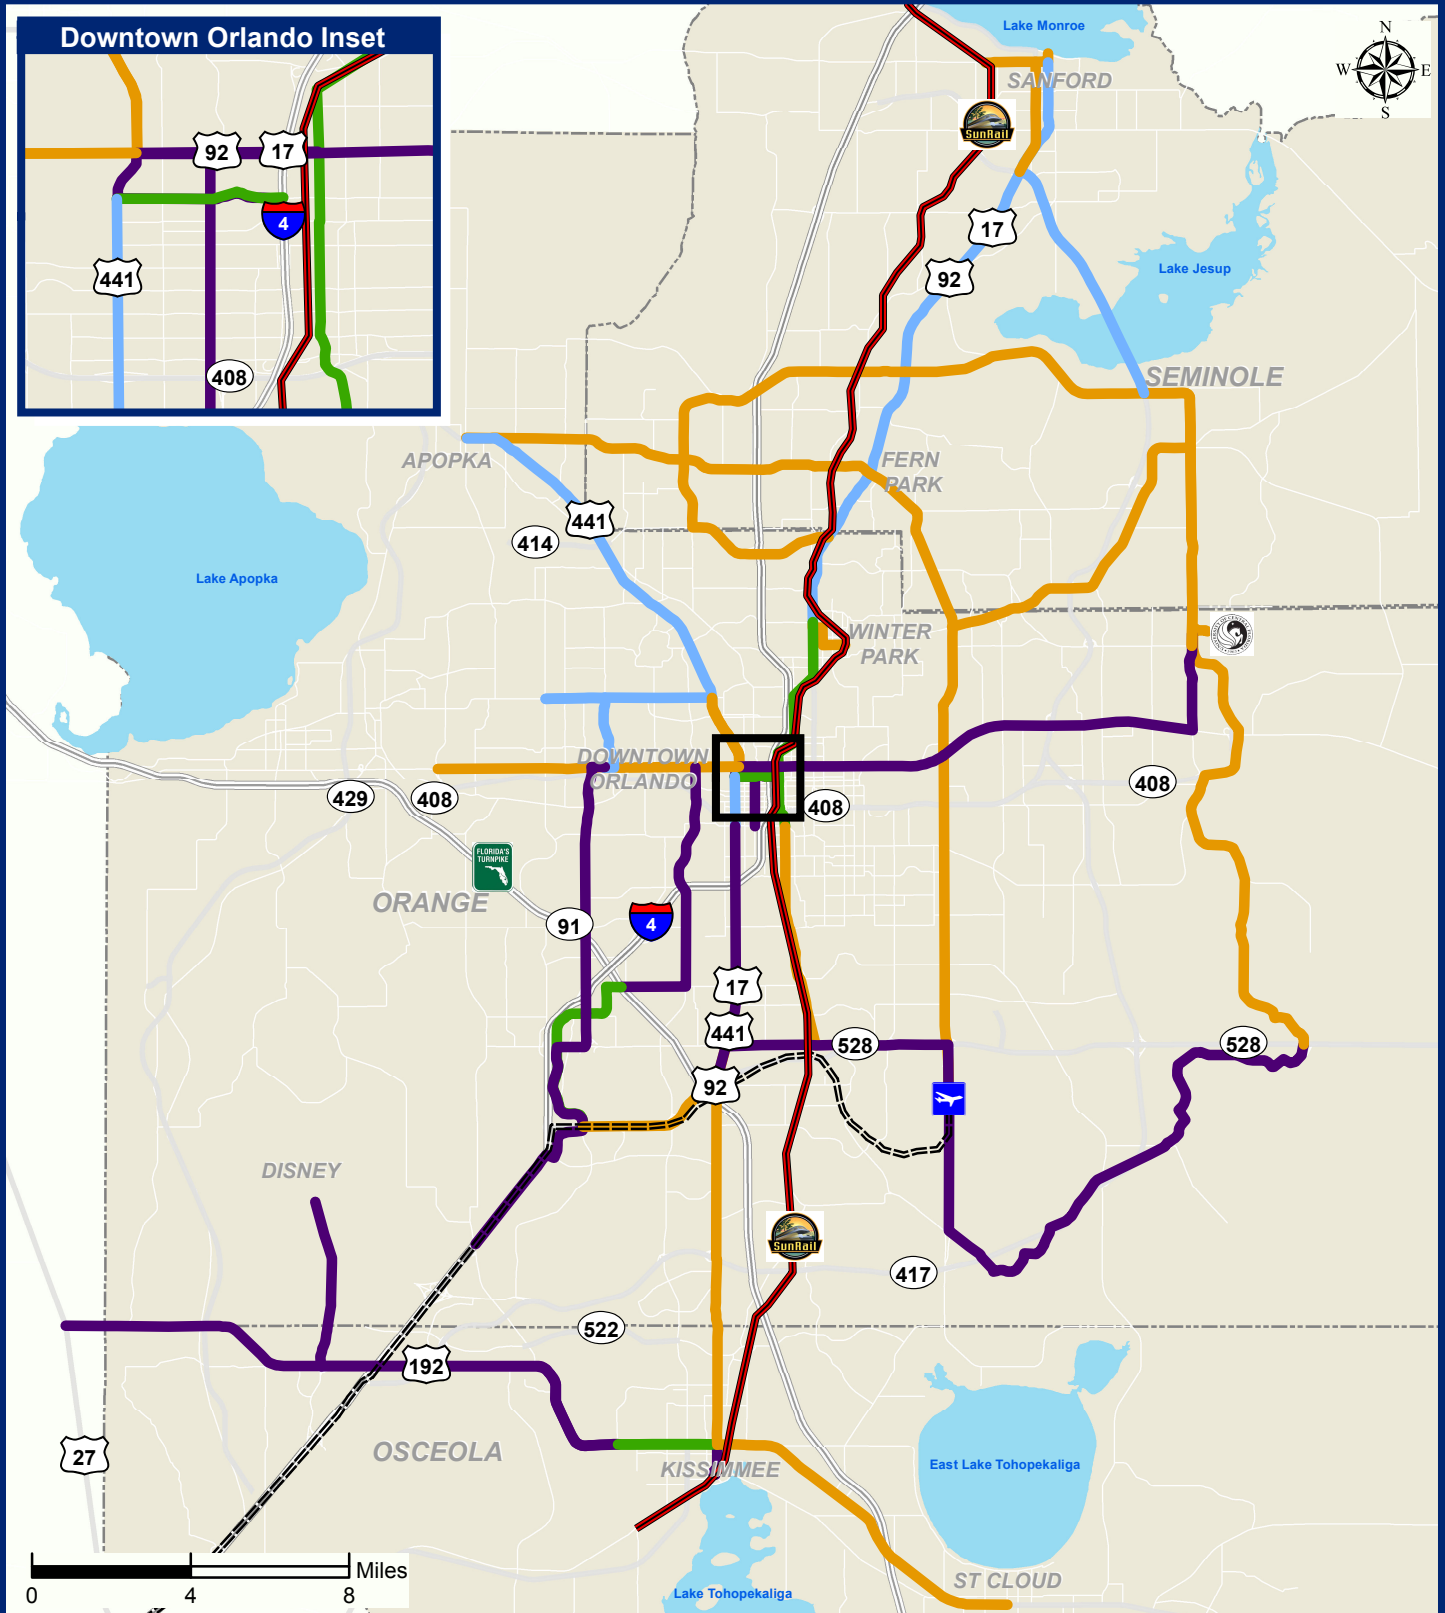 Downtown Orlando Inset
92
17
4
441
408
Lake Monroe
N
W
E
S
SANFORD
SunRail
17
92
Lake Jesup
SEMINOLE
APOPKA
FERN
PARK
441
414
Lake Apopka
WINTER
PARK
DOWNTOWN
ORLANDO
429
408
408
408
FLORIDA'S
TURNPIKE
ORANGE
91
4
17
441
528
528
92
DISNEY
SunRail
417
522
192
27
OSCEOLA
KISSIMMEE
East Lake Tohopekaliga
ST CLOUD
Lake Tohopekaliga
Miles
0
4
8